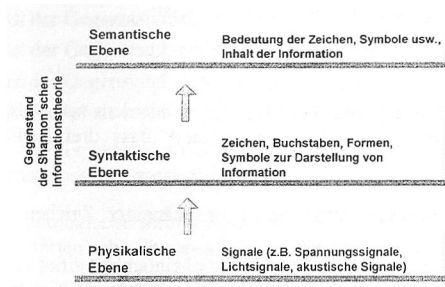 Semantische
Ebene
Bedeutung der Zeichen, Symbole usw.,
Inhalt der Information
Gegenstand
der Shannon'schen
Informationstheorie
Syntaktische
Ebene
Zeichen, Buchstaben, Formen,
Symbole zur Darstellung von
Information
Physikalische
Ebene
Signale (z.B. Spannungssignale,
Lichtsignale, akustische Signale)